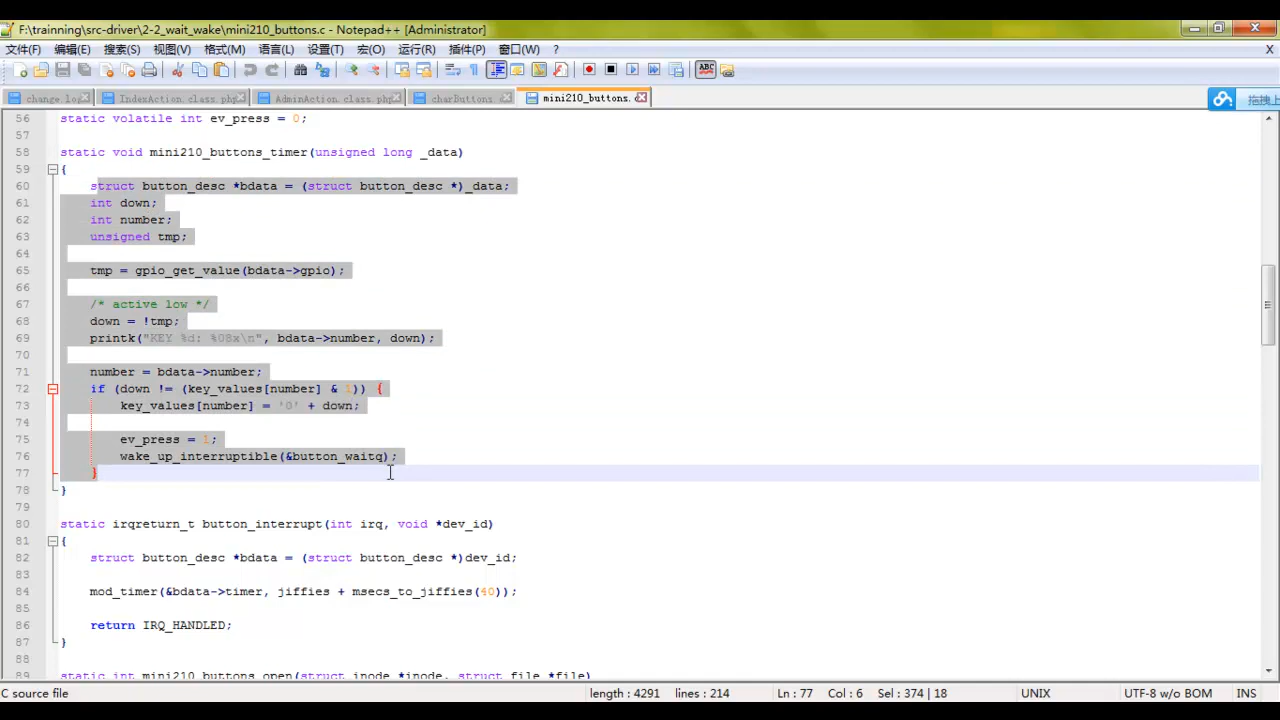 F:\trainning\src-driver\2-2_wait_wake\mini210_buttons.c - Notepad++ [Administrator]
文件(F) 编辑(E) 搜索(S) 视图(V) 格式(M) 语言(L) 设置(T) 宏(O) 运行(R) 插件(P) 窗口(W) ? X
change log IndexAction.class.php AdminAction.class.php charButtons.c mini210_buttons.c 拖拽上
56 static volatile int ev_press = 0;
57
58 static void mini210_buttons_timer(unsigned long _data)
59 {
60 struct button_desc *bdata = (struct button_desc *)_data;
61 int down;
62 int number;
63 unsigned tmp;
64
65 tmp = gpio_get_value(bdata->gpio);
66
67 /* active low */
68 down = !tmp;
69 printk("KEY %d: %08x\n", bdata->number, down);
70
71 number = bdata->number;
72 if (down != (key_values[number] & 1)) {
73 key_values[number] = '0' + down;
74
75 ev_press = 1;
76 wake_up_interruptible(&button_waitq);
77 }
78 }
79
80 static irqreturn_t button_interrupt(int irq, void *dev_id)
81 {
82 struct button_desc *bdata = (struct button_desc *)dev_id;
83
84 mod_timer(&bdata->timer, jiffies + msecs_to_jiffies(40));
85
86 return IRQ_HANDLED;
87 }
88
89 static int mini210_buttons_open(struct inode *inode, struct file *file)
C source file length : 4291 lines : 214 Ln : 77 Col : 6 Sel : 374 | 18 UNIX UTF-8 w/o BOM INS